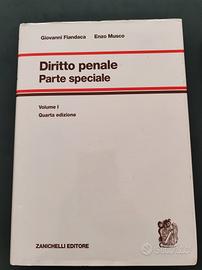 Giovanni Fiandaca Enzo Musco
Diritto penale
Parte speciale
Volume I
Quarta edizione
ZANICHELLI EDITORE